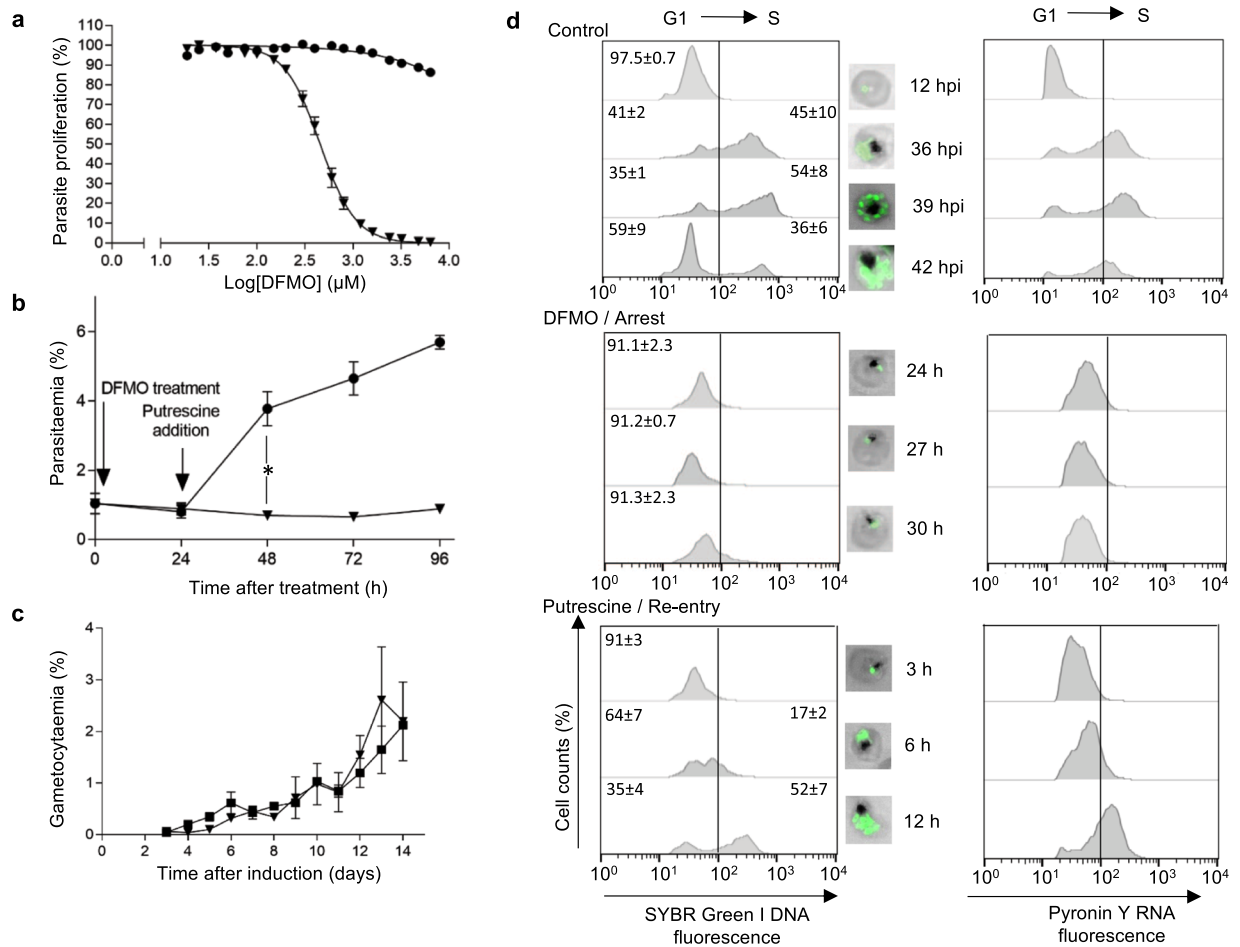 a
110
100
90
80
70
60
50
40
30
20
10
0
0.0 1.0 1.5 2.0 2.5 3.0 3.5 4.0
Parasite proliferation (%)
Log[DFMO] (µM)
b
6
4
2
0
0 24 48 72 96
Parasitaemia (%)
DFMO treatment
Putrescine
addition
*
Time after treatment (h)
c
4
3
2
1
0
0 2 4 6 8 10 12 14
Gametocytaemia (%)
Time after induction (days)
d
G1 S
G1 S
Control
97.5±0.7
12 hpi
41±2 45±10
36 hpi
35±1 54±8
39 hpi
59±9 36±6
42 hpi
10⁰ 10¹ 10² 10³ 10⁴
10⁰ 10¹ 10² 10³ 10⁴
DFMO / Arrest
91.1±2.3
24 h
91.2±0.7
27 h
91.3±2.3
30 h
10⁰ 10¹ 10² 10³ 10⁴
10⁰ 10¹ 10² 10³ 10⁴
Putrescine / Re-entry
91±3
3 h
64±7 17±2
6 h
35±4 52±7
12 h
10⁰ 10¹ 10² 10³ 10⁴
10⁰ 10¹ 10² 10³ 10⁴
Cell counts (%)
SYBR Green I DNA
fluorescence
Pyronin Y RNA
fluorescence